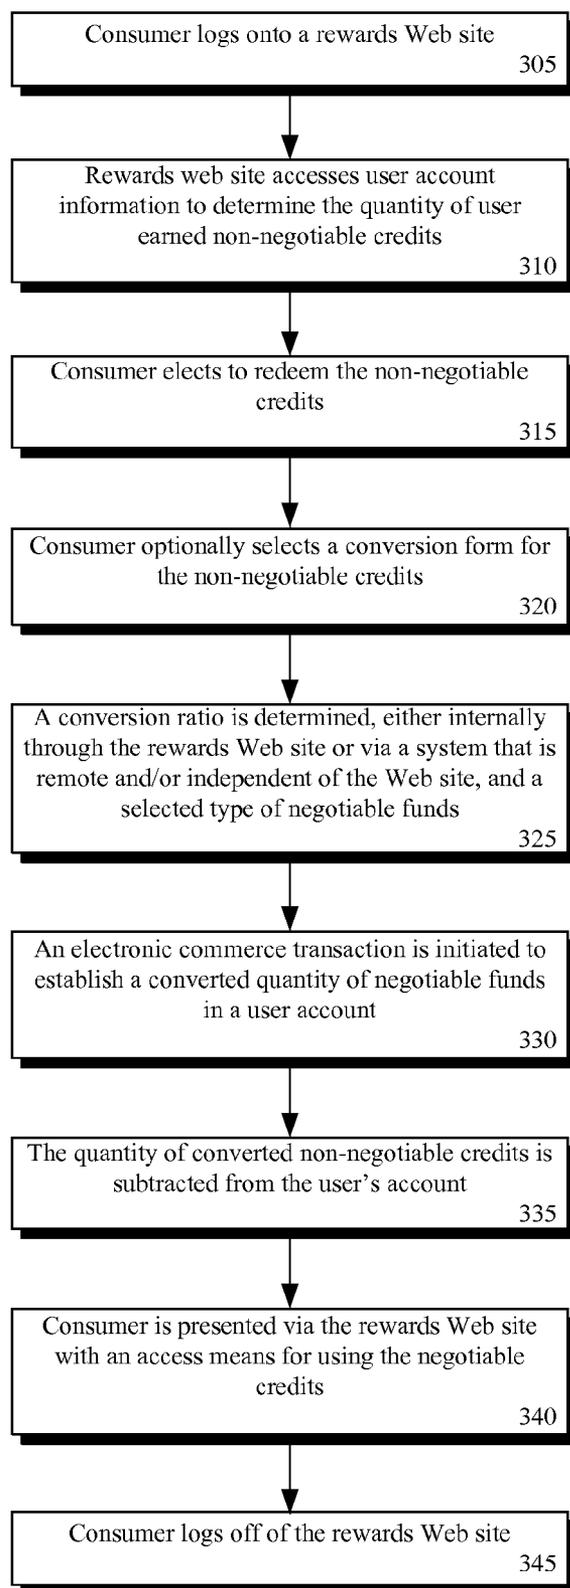 Consumer logs onto a rewards Web site
305
Rewards web site accesses user account
information to determine the quantity of user
earned non-negotiable credits
310
Consumer elects to redeem the non-negotiable
credits
315
Consumer optionally selects a conversion form for
the non-negotiable credits
320
A conversion ratio is determined, either internally
through the rewards Web site or via a system that is
remote and/or independent of the Web site, and a
selected type of negotiable funds
325
An electronic commerce transaction is initiated to
establish a converted quantity of negotiable funds
in a user account
330
The quantity of converted non-negotiable credits is
subtracted from the user's account
335
Consumer is presented via the rewards Web site
with an access means for using the negotiable
credits
340
Consumer logs off of the rewards Web site
345